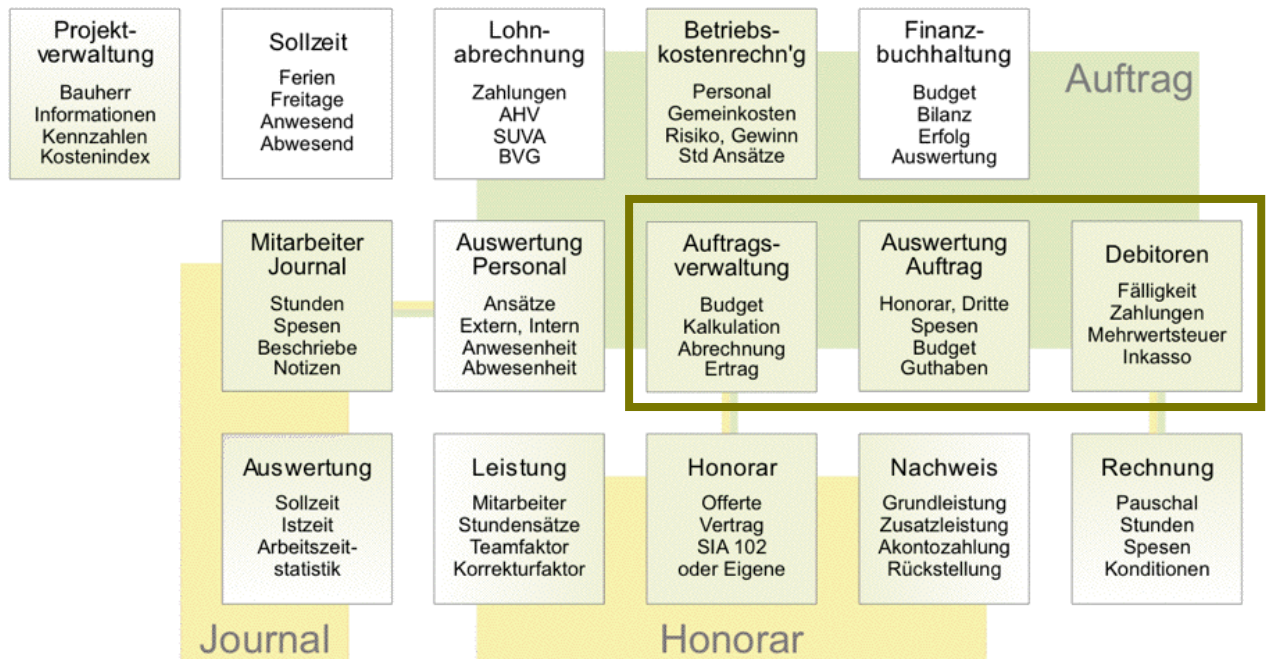 Projekt-
verwaltung
Bauherr
Informationen
Kennzahlen
Kostenindex
Sollzeit
Ferien
Freitage
Anwesend
Abwesend
Lohn-
abrechnung
Zahlungen
AHV
SUVA
BVG
Betriebs-
kostenrechn'g
Personal
Gemeinkosten
Risiko, Gewinn
Std Ansätze
Finanz-
buchhaltung
Budget
Bilanz
Erfolg
Auswertung
Auftrag
Mitarbeiter
Journal
Stunden
Spesen
Beschriebe
Notizen
Auswertung
Personal
Ansätze
Extern, Intern
Anwesenheit
Abwesenheit
Auftrags-
verwaltung
Budget
Kalkulation
Abrechnung
Ertrag
Auswertung
Auftrag
Honorar, Dritte
Spesen
Budget
Guthaben
Debitoren
Fälligkeit
Zahlungen
Mehrwertsteuer
Inkasso
Auswertung
Sollzeit
Istzeit
Arbeitszeit-
statistik
Leistung
Mitarbeiter
Stundensätze
Teamfaktor
Korrekturfaktor
Honorar
Offerte
Vertrag
SIA 102
oder Eigene
Nachweis
Grundleistung
Zusatzleistung
Akontozahlung
Rückstellung
Rechnung
Pauschal
Stunden
Spesen
Konditionen
Journal
Honorar